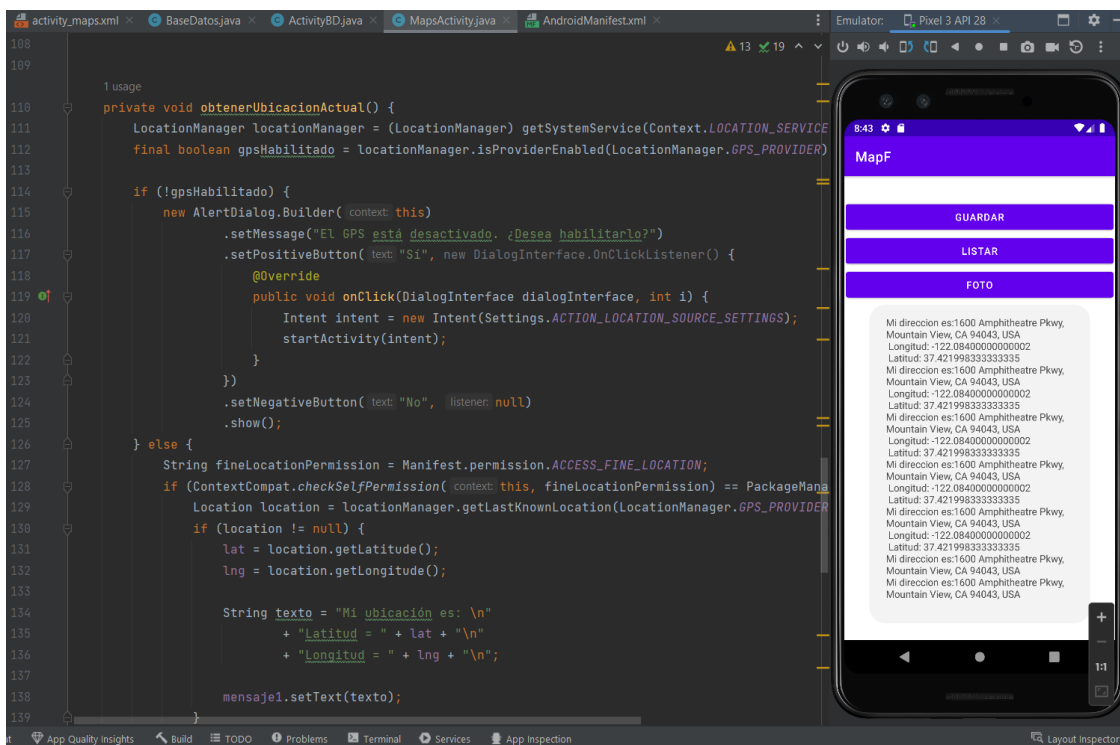 activity_maps.xml × BaseDatos.java × ActivityBD.java × MapsActivity.java × AndroidManifest.xml × Emulator: Pixel 3 API 28 ×
108 13 19
109
1 usage
110 private void obtenerUbicacionActual() {
111 LocationManager locationManager = (LocationManager) getSystemService(Context.LOCATION_SERVICE
112 final boolean gpsHabilitado = locationManager.isProviderEnabled(LocationManager.GPS_PROVIDER)
113
114 if (!gpsHabilitado) {
115 new AlertDialog.Builder( context: this)
116 .setMessage("El GPS está desactivado. ¿Desea habilitarlo?")
117 .setPositiveButton( text: "Sí", new DialogInterface.OnClickListener() {
118 @Override
119 public void onClick(DialogInterface dialogInterface, int i) {
120 Intent intent = new Intent(Settings.ACTION_LOCATION_SOURCE_SETTINGS);
121 startActivity(intent);
122 }
123 })
124 .setNegativeButton( text: "No", listener: null)
125 .show();
126 } else {
127 String fineLocationPermission = Manifest.permission.ACCESS_FINE_LOCATION;
128 if (ContextCompat.checkSelfPermission( context: this, fineLocationPermission) == PackageMana
129 Location location = locationManager.getLastKnownLocation(LocationManager.GPS_PROVIDER
130 if (location != null) {
131 lat = location.getLatitude();
132 lng = location.getLongitude();
133
134 String texto = "Mi ubicación es: \n"
135 + "Latitud = " + lat + "\n"
136 + "Longitud = " + lng + "\n";
137
138 mensaje1.setText(texto);
139 }
8:43
MapF
GUARDAR
LISTAR
FOTO
Mi direccion es:1600 Amphitheatre Pkwy,
Mountain View, CA 94043, USA
Longitud: -122.08400000000002
Latitud: 37.421998333333335
Mi direccion es:1600 Amphitheatre Pkwy,
Mountain View, CA 94043, USA
Longitud: -122.08400000000002
Latitud: 37.421998333333335
Mi direccion es:1600 Amphitheatre Pkwy,
Mountain View, CA 94043, USA
Longitud: -122.08400000000002
Latitud: 37.421998333333335
Mi direccion es:1600 Amphitheatre Pkwy,
Mountain View, CA 94043, USA
Longitud: -122.08400000000002
Latitud: 37.421998333333335
Mi direccion es:1600 Amphitheatre Pkwy,
Mountain View, CA 94043, USA
Longitud: -122.08400000000002
Latitud: 37.421998333333335
Mi direccion es:1600 Amphitheatre Pkwy,
Mountain View, CA 94043, USA
Mi direccion es:1600 Amphitheatre Pkwy,
Mountain View, CA 94043, USA
1:1
App Quality Insights Build TODO Problems Terminal Services App Inspection Layout Inspector